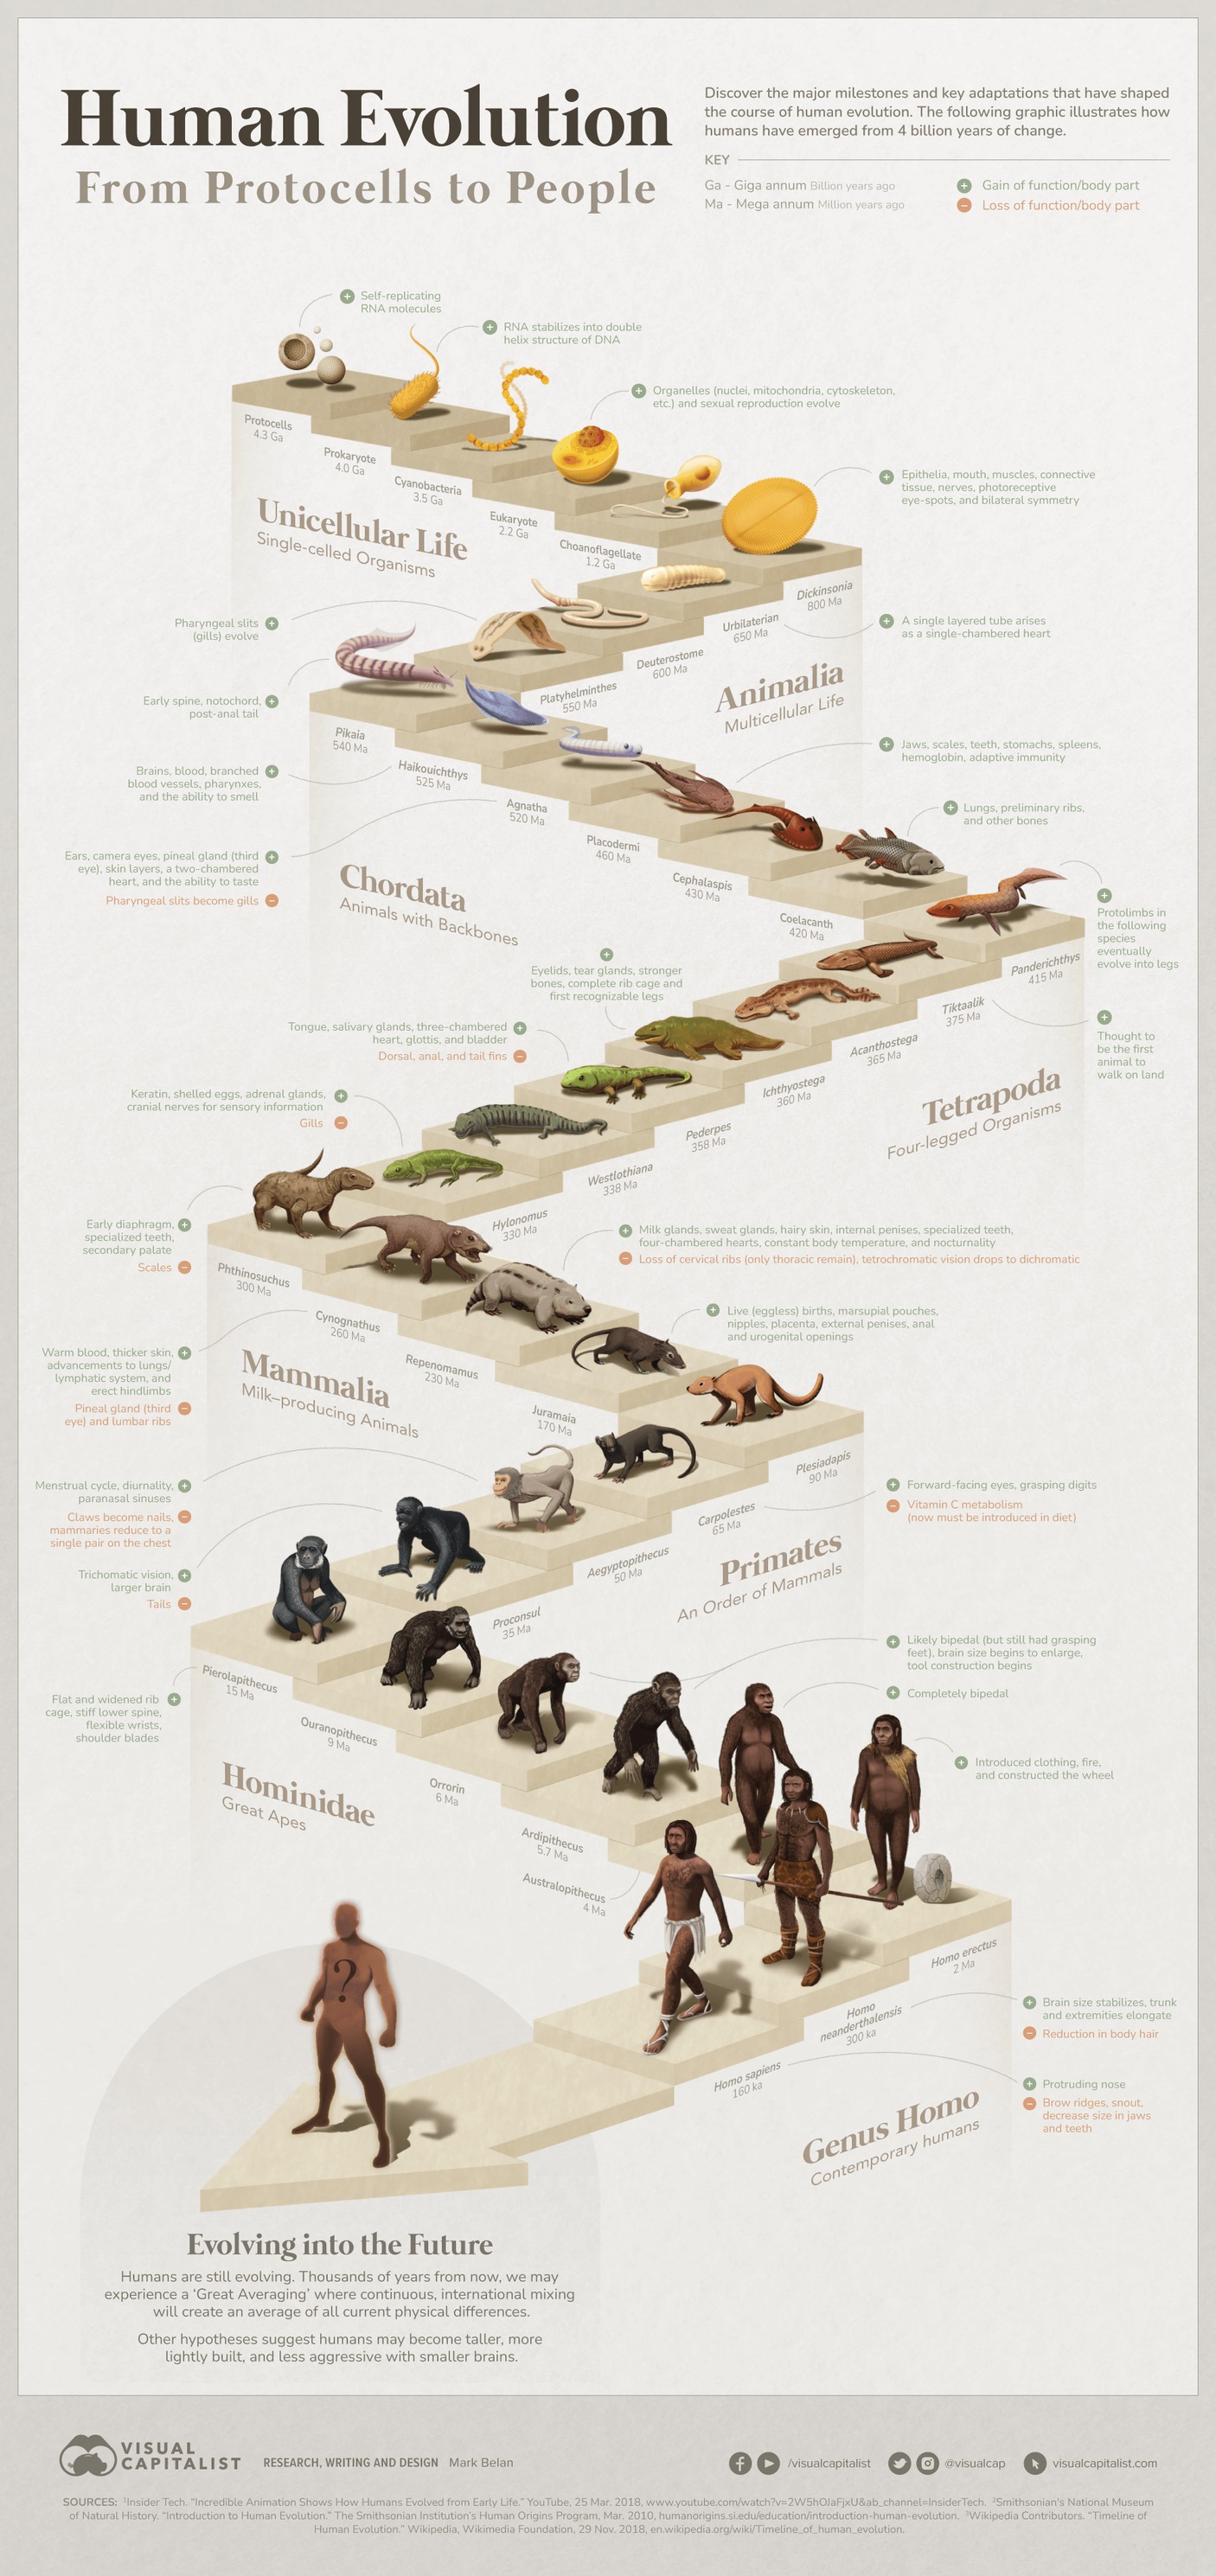 Human Evolution
From Protocells to People
Discover the major milestones and key adaptations that have shaped
the course of human evolution. The following graphic illustrates how
humans have emerged from 4 billion years of change.
KEY
Ga - Giga annum Billion years ago
Ma - Mega annum Million years ago
Gain of function/body part
Loss of function/body part
Self-replicating
RNA molecules
RNA stabilizes into double
helix structure of DNA
Organelles (nuclei, mitochondria, cytoskeleton,
etc.) and sexual reproduction evolve
Epithelia, mouth, muscles, connective
tissue, nerves, photoreceptive
eye-spots, and bilateral symmetry
Protocells
4.3 Ga
Prokaryote
4.0 Ga
Cyanobacteria
3.5 Ga
Eukaryote
2.2 Ga
Choanoflagellate
1.2 Ga
Unicellular Life
Single-celled Organisms
Dickinsonia
800 Ma
Urbilaterian
650 Ma
Deuterostome
600 Ma
Platyhelminthes
550 Ma
Animalia
Multicellular Life
A single layered tube arises
as a single-chambered heart
Pharyngeal slits
(gills) evolve
Early spine, notochord,
post-anal tail
Brains, blood, branched
blood vessels, pharynxes,
and the ability to smell
Ears, camera eyes, pineal gland (third
eye), skin layers, a two-chambered
heart, and the ability to taste
Pharyngeal slits become gills
Pikaia
540 Ma
Haikouichthys
525 Ma
Agnatha
520 Ma
Placodermi
460 Ma
Cephalaspis
430 Ma
Coelacanth
420 Ma
Chordata
Animals with Backbones
Jaws, scales, teeth, stomachs, spleens,
hemoglobin, adaptive immunity
Lungs, preliminary ribs,
and other bones
Protolimbs in
the following
species
eventually
evolve into legs
Panderichthys
415 Ma
Tiktaalik
375 Ma
Acanthostega
365 Ma
Ichthyostega
360 Ma
Pederpes
358 Ma
Westlothiana
338 Ma
Hylonomus
330 Ma
Tetrapoda
Four-legged Organisms
Thought to
be the first
animal to
walk on land
Eyelids, tear glands, stronger
bones, complete rib cage and
first recognizable legs
Tongue, salivary glands, three-chambered
heart, glottis, and bladder
Dorsal, anal, and tail fins
Keratin, shelled eggs, adrenal glands,
cranial nerves for sensory information
Gills
Early diaphragm,
specialized teeth,
secondary palate
Scales
Milk glands, sweat glands, hairy skin, internal penises, specialized teeth,
four-chambered hearts, constant body temperature, and nocturnality
Loss of cervical ribs (only thoracic remain), tetrochromatic vision drops to dichromatic
Live (eggless) births, marsupial pouches,
nipples, placenta, external penises, anal
and urogenital openings
Phthinosuchus
300 Ma
Cynognathus
260 Ma
Repenomamus
230 Ma
Juramaia
170 Ma
Mammalia
Milk-producing Animals
Warm blood, thicker skin,
advancements to lungs/
lymphatic system, and
erect hindlimbs
Pineal gland (third
eye) and lumbar ribs
Plesiadapis
90 Ma
Carpolestes
65 Ma
Aegyptopithecus
50 Ma
Proconsul
35 Ma
Primates
An Order of Mammals
Forward-facing eyes, grasping digits
Vitamin C metabolism
(now must be introduced in diet)
Menstrual cycle, diurnality,
paranasal sinuses
Claws become nails,
mammaries reduce to a
single pair on the chest
Trichomatic vision,
larger brain
Tails
Flat and widened rib
cage, stiff lower spine,
flexible wrists,
shoulder blades
Pierolapithecus
15 Ma
Ouranopithecus
9 Ma
Orrorin
6 Ma
Ardipithecus
5.7 Ma
Australopithecus
4 Ma
Hominidae
Great Apes
Likely bipedal (but still had grasping
feet), brain size begins to enlarge,
tool construction begins
Completely bipedal
Introduced clothing, fire,
and constructed the wheel
Homo erectus
2 Ma
Homo
neanderthalensis
300 ka
Homo sapiens
160 ka
Genus Homo
Contemporary humans
Brain size stabilizes, trunk
and extremities elongate
Reduction in body hair
Protruding nose
Brow ridges, snout,
decrease size in jaws
and teeth
?
Evolving into the Future
Humans are still evolving. Thousands of years from now, we may
experience a ‘Great Averaging’ where continuous, international mixing
will create an average of all current physical differences.
Other hypotheses suggest humans may become taller, more
lightly built, and less aggressive with smaller brains.
VISUAL
CAPITALIST
RESEARCH, WRITING AND DESIGN Mark Belan
/visualcapitalist
@visualcap
visualcapitalist.com
SOURCES: ¹Insider Tech. “Incredible Animation Shows How Humans Evolved from Early Life.” YouTube, 25 Mar. 2018, www.youtube.com/watch?v=2W5hOJaFjxU&ab_channel=InsiderTech. ²Smithsonian's National Museum
of Natural History. “Introduction to Human Evolution.” The Smithsonian Institution’s Human Origins Program, Mar. 2010, humanorigins.si.edu/education/introduction-human-evolution. ³Wikipedia Contributors. “Timeline of
Human Evolution.” Wikipedia, Wikimedia Foundation, 29 Nov. 2018, en.wikipedia.org/wiki/Timeline_of_human_evolution.